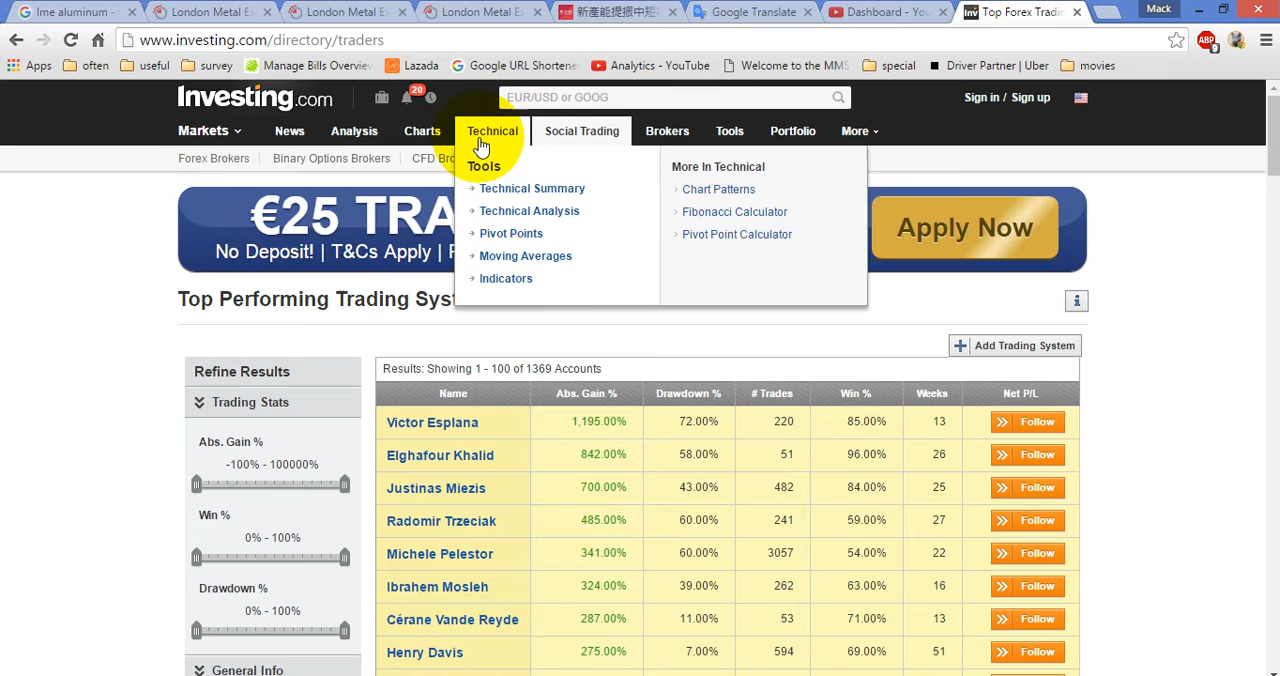 lme aluminum -
London Metal Ex
London Metal Ex
London Metal Ex
新產能提振中短
Google Translate
Dashboard - You
Top Forex Tradin
Mack
www.investing.com/directory/traders
ABP
9
Apps
often
useful
survey
Manage Bills Overvie
Lazada
Google URL Shortene
Analytics - YouTube
Welcome to the MMS
special
Driver Partner | Uber
movies
Investing.com
20
EUR/USD or GOOG
Sign in / Sign up
Markets
News
Analysis
Charts
Technical
Social Trading
Brokers
Tools
Portfolio
More
Forex Brokers
Binary Options Brokers
CFD Bro
Tools
Technical Summary
Technical Analysis
Pivot Points
Moving Averages
Indicators
More In Technical
Chart Patterns
Fibonacci Calculator
Pivot Point Calculator
€25 TRA
No Deposit! | T&Cs Apply |
Apply Now
Top Performing Trading Syst
Add Trading System
Refine Results
Trading Stats
Abs. Gain %
-100% - 100000%
Win %
0% - 100%
Drawdown %
0% - 100%
General Info
Results: Showing 1 - 100 of 1369 Accounts
Name Abs. Gain % Drawdown % # Trades Win % Weeks Net P/L
Victor Esplana 1,195.00% 72.00% 220 85.00% 13 Follow
Elghafour Khalid 842.00% 58.00% 51 96.00% 26 Follow
Justinas Miezis 700.00% 43.00% 482 84.00% 25 Follow
Radomir Trzeciak 485.00% 60.00% 241 59.00% 27 Follow
Michele Pelestor 341.00% 60.00% 3057 54.00% 22 Follow
Ibrahem Mosleh 324.00% 39.00% 262 63.00% 16 Follow
Cérane Vande Reyde 287.00% 11.00% 53 71.00% 13 Follow
Henry Davis 275.00% 7.00% 594 69.00% 51 Follow